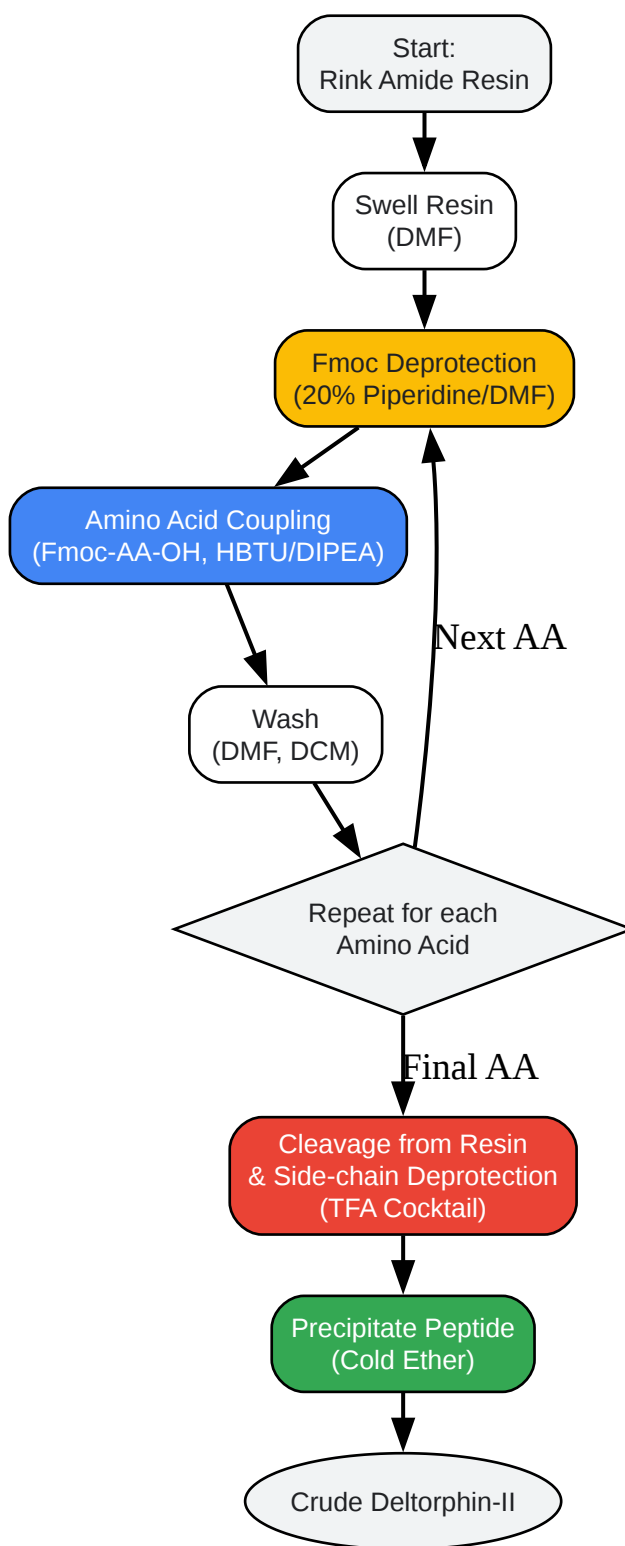 Start:
Rink Amide Resin
Swell Resin
(DMF)
Fmoc Deprotection
(20% Piperidine/DMF)
Amino Acid Coupling
(Fmoc-AA-OH, HBTU/DIPEA)
Next AA
Wash
(DMF, DCM)
Repeat for each
Amino Acid
Final AA
Cleavage from Resin
& Side-chain Deprotection
(TFA Cocktail)
Precipitate Peptide
(Cold Ether)
Crude Deltorphin-II